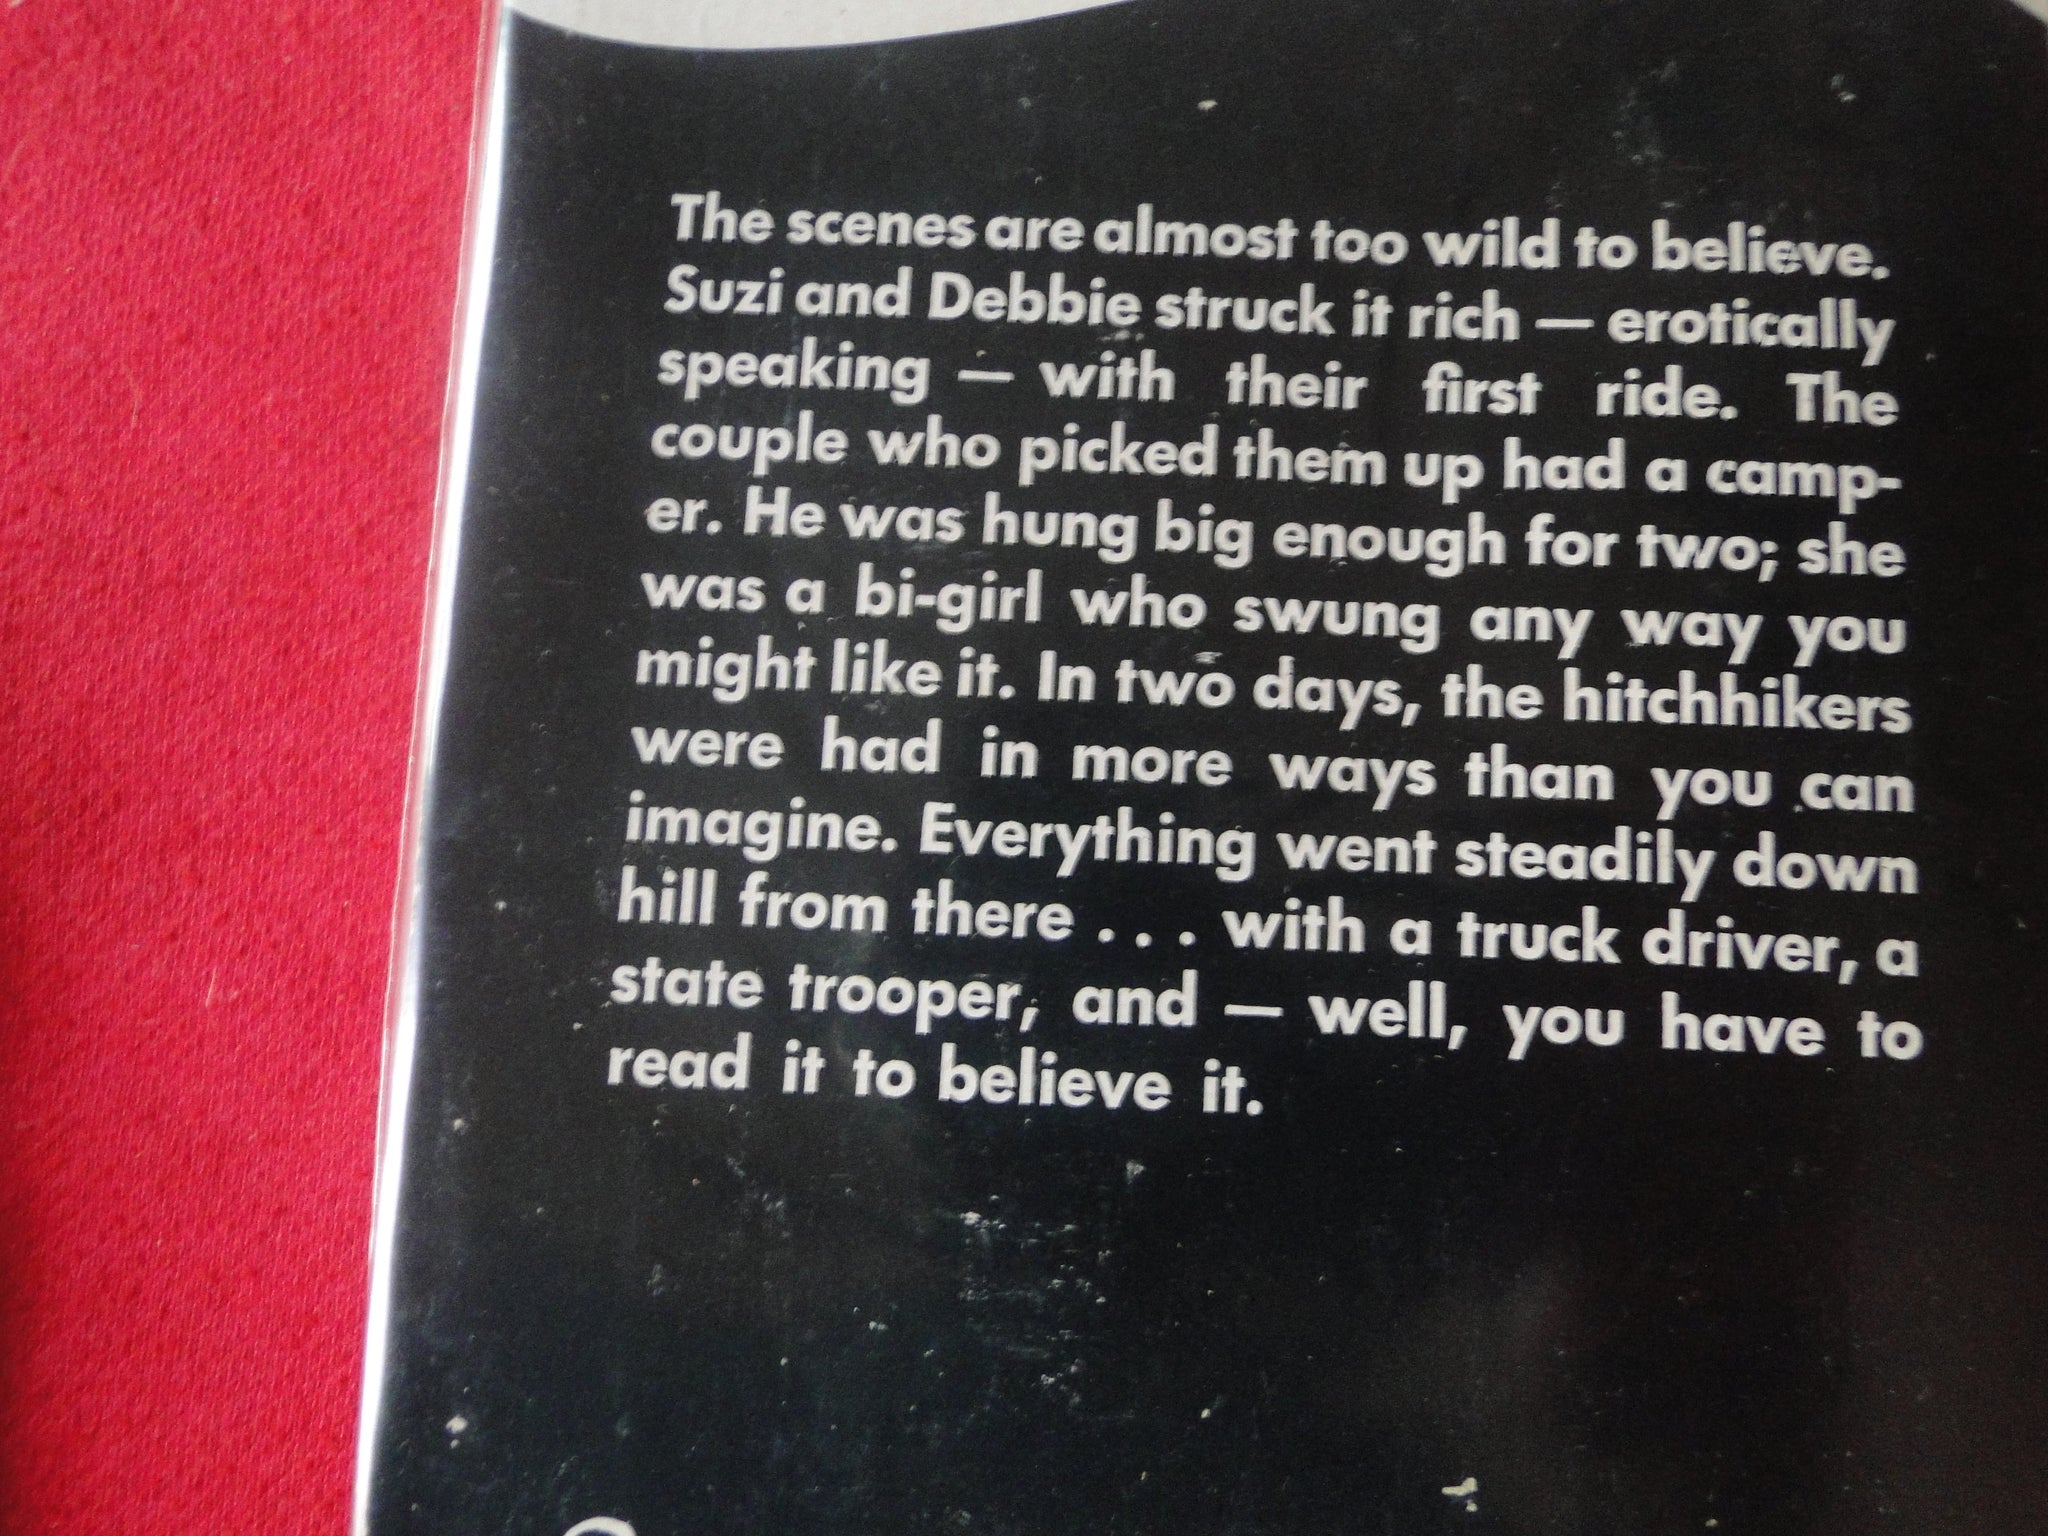 The scenes are almost too wild to believe.
Suzi and Debbie struck it rich — erotically
speaking — with their first ride. The
couple who picked them up had a camp-
er. He was hung big enough for two; she
was a bi-girl who swung any way you
might like it. In two days, the hitchhikers
were had in more ways than you can
imagine. Everything went steadily down
hill from there . . . with a truck driver, a
state trooper, and — well, you have to
read it to believe it.